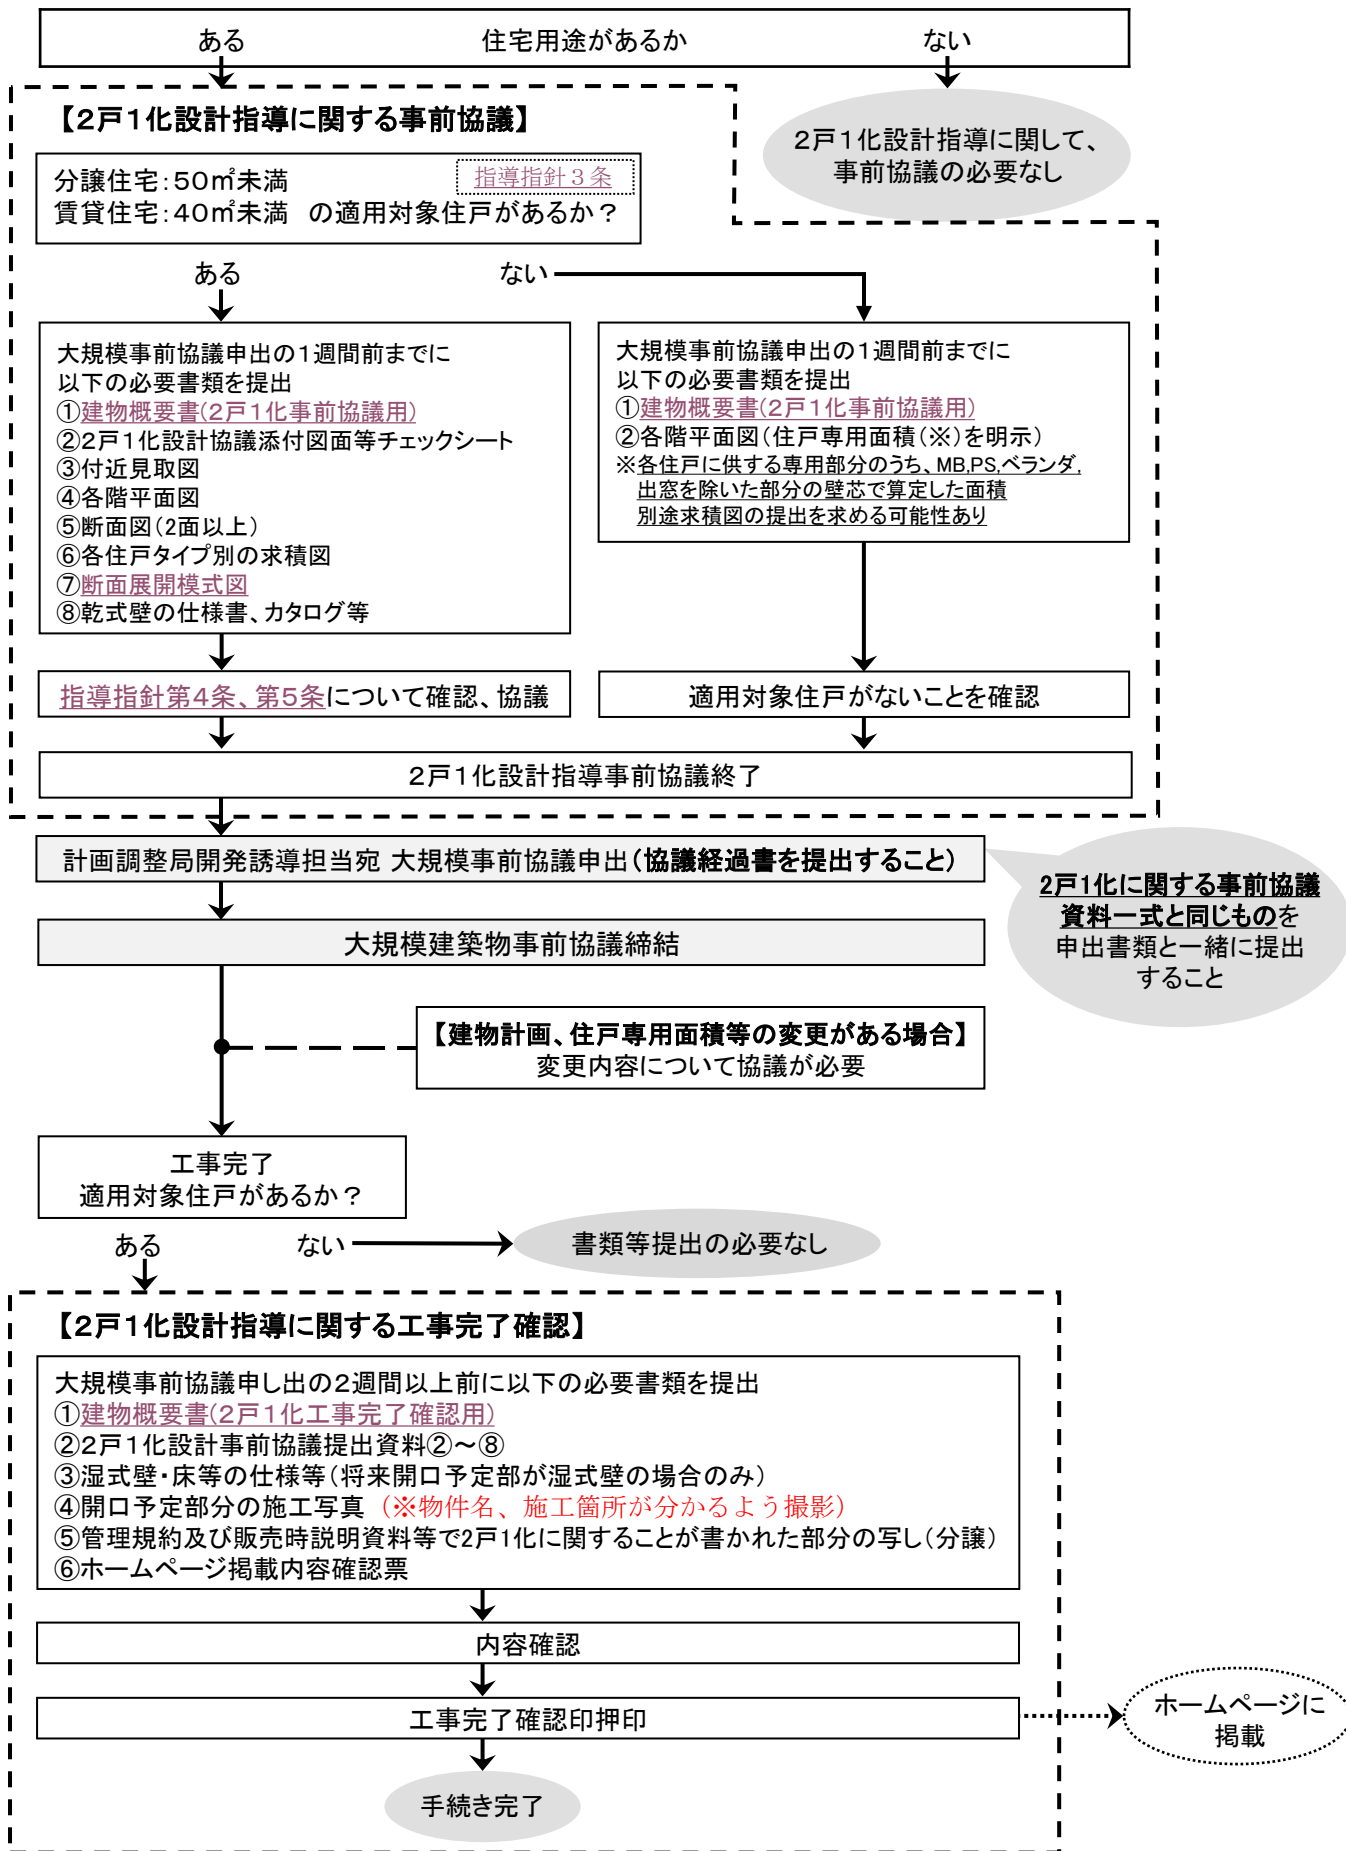 ある 住宅用途があるか ない
【2戸1化設計指導に関する事前協議】
2戸1化設計指導に関して、
事前協議の必要なし
分譲住宅：50㎡未満 指導指針３条
賃貸住宅：40㎡未満 の適用対象住戸があるか？
ある ない
大規模事前協議申出の1週間前までに
以下の必要書類を提出
①建物概要書(2戸1化事前協議用)
②2戸1化設計協議添付図面等チェックシート
③付近見取図
④各階平面図
⑤断面図(2面以上)
⑥各住戸タイプ別の求積図
⑦断面展開模式図
⑧乾式壁の仕様書、カタログ等
大規模事前協議申出の1週間前までに
以下の必要書類を提出
①建物概要書(2戸1化事前協議用)
②各階平面図(住戸専用面積(※)を明示)
※各住戸に供する専用部分のうち、MB,PS,ベランダ,
出窓を除いた部分の壁芯で算定した面積
別途求積図の提出を求める可能性あり
指導指針第4条、第5条について確認、協議
適用対象住戸がないことを確認
2戸1化設計指導事前協議終了
計画調整局開発誘導担当宛 大規模事前協議申出(協議経過書を提出すること)
2戸1化に関する事前協議
資料一式と同じものを
申出書類と一緒に提出
すること
大規模建築物事前協議締結
【建物計画、住戸専用面積等の変更がある場合】
変更内容について協議が必要
工事完了
適用対象住戸があるか？
ある ない 書類等提出の必要なし
【2戸1化設計指導に関する工事完了確認】
大規模事前協議申し出の2週間以上前に以下の必要書類を提出
①建物概要書(2戸1化工事完了確認用)
②2戸1化設計事前協議提出資料②～⑧
③湿式壁・床等の仕様等(将来開口予定部が湿式壁の場合のみ)
④開口予定部分の施工写真（※物件名、施工箇所が分かるよう撮影）
⑤管理規約及び販売時説明資料等で2戸1化に関することが書かれた部分の写し(分譲)
⑥ホームページ掲載内容確認票
内容確認
工事完了確認印押印
ホームページに
掲載
手続き完了